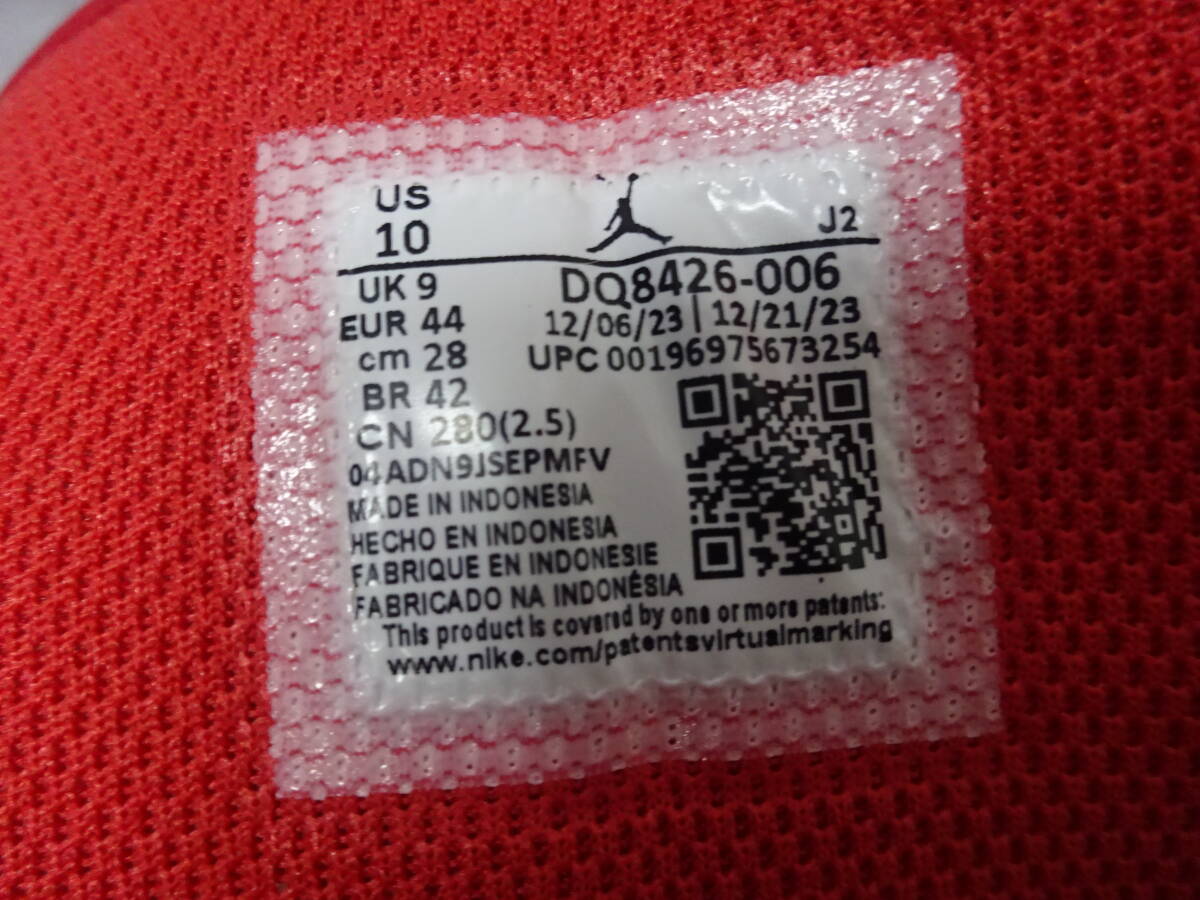 US
10
J2
UK 9
DQ8426-006
EUR 44
12/06/23 | 12/21/23
cm 28
UPC 00196975673254
BR 42
CN 280(2.5)
04ADN9JSEPMFV
MADE IN INDONESIA
HECHO EN INDONESIA
FABRIQUE EN INDONESIE
FABRICADO NA INDONÉSIA
This product is covered by one or more patents:
www.nike.com/patentsvirtualmarking